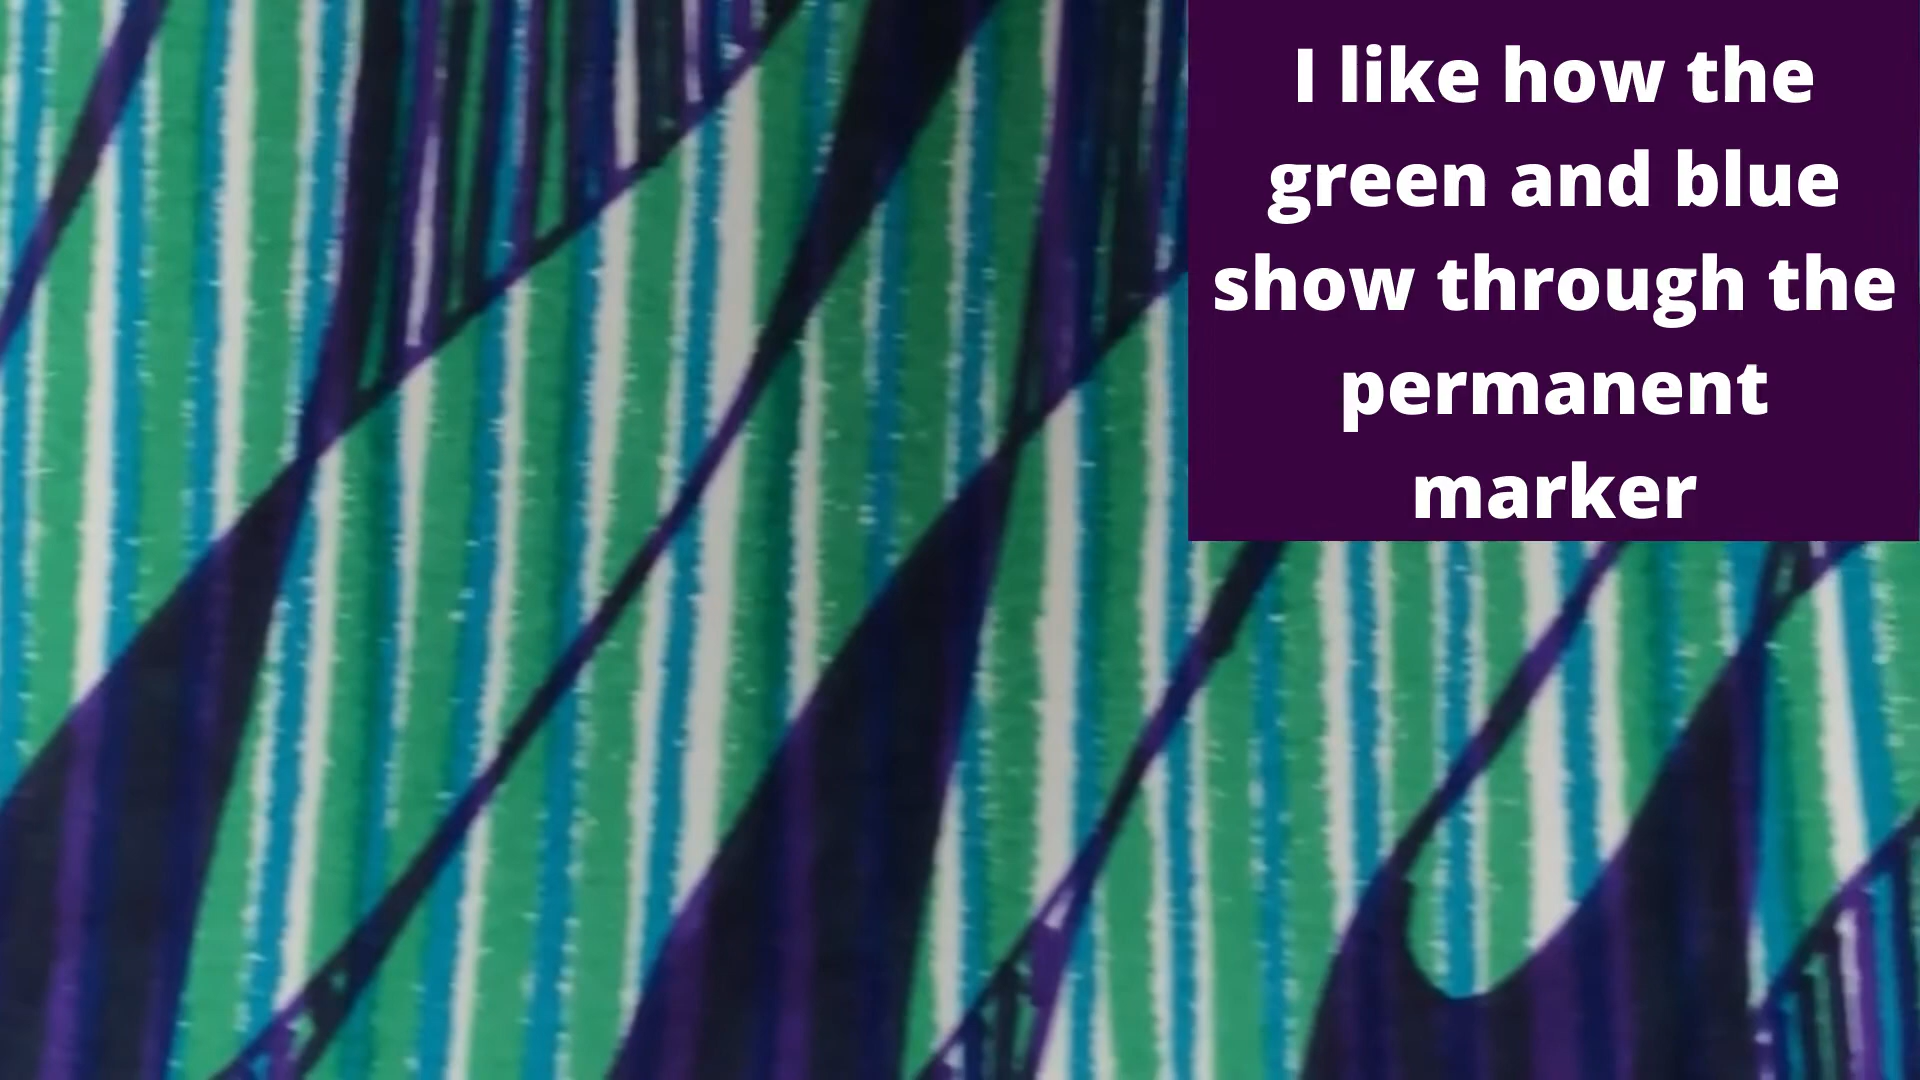 I like how the
green and blue
show through the
permanent
marker